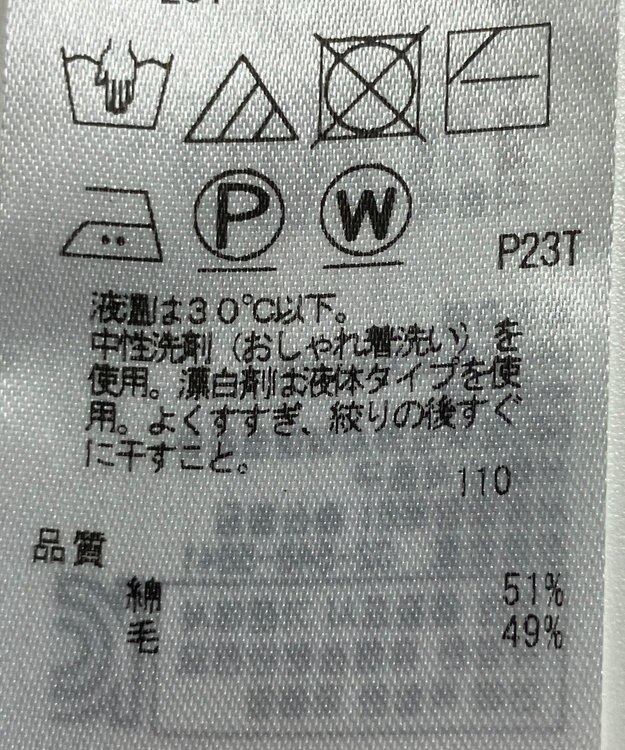 P
W
P23T
液温は30℃以下。
中性洗剤（おしゃれ着洗い）を
使用。漂白剤は液体タイプを使
用。よくすすぎ、絞りの後すぐ
に干すこと。
110
品質
綿 51%
毛 49%